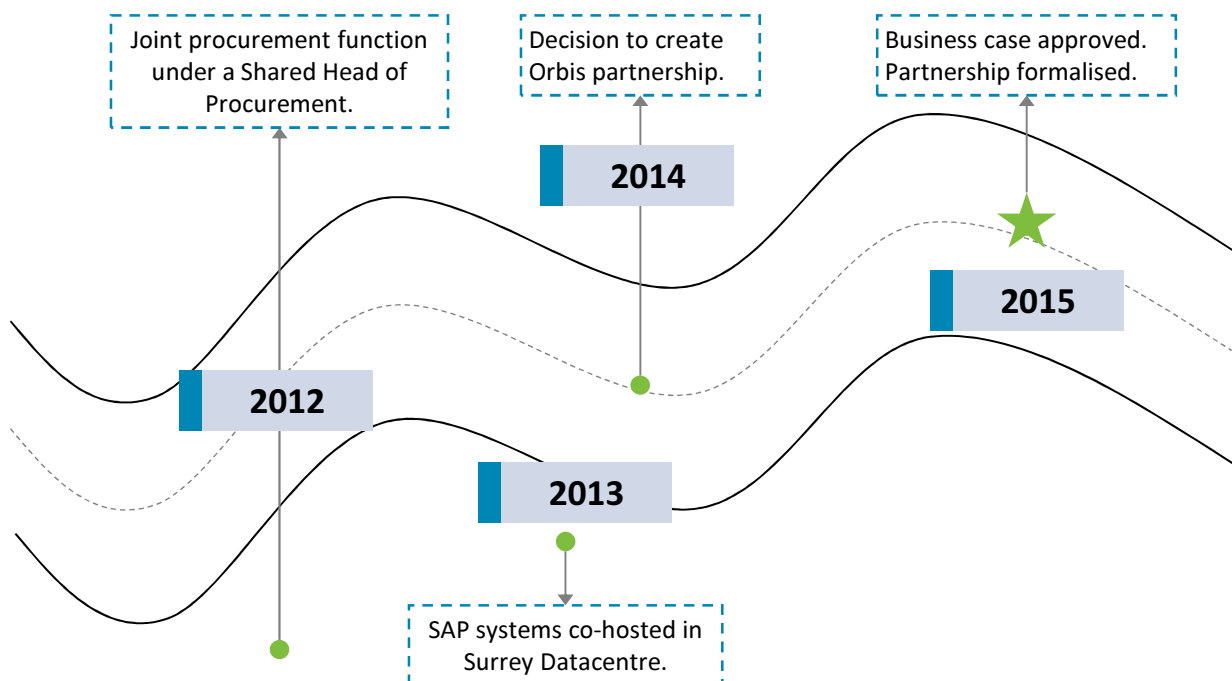 Joint procurement function
under a Shared Head of
Procurement.
Decision to create
Orbis partnership.
Business case approved.
Partnership formalised.
2014
2015
2012
2013
SAP systems co-hosted in
Surrey Datacentre.